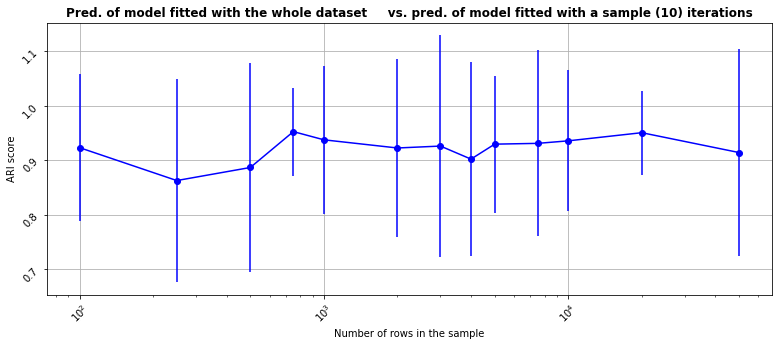 Pred. of model fitted with the whole dataset vs. pred. of model fitted with a sample (10) iterations
ARI score
1.1
1.0
0.9
0.8
0.7
10²
10³
10⁴
Number of rows in the sample